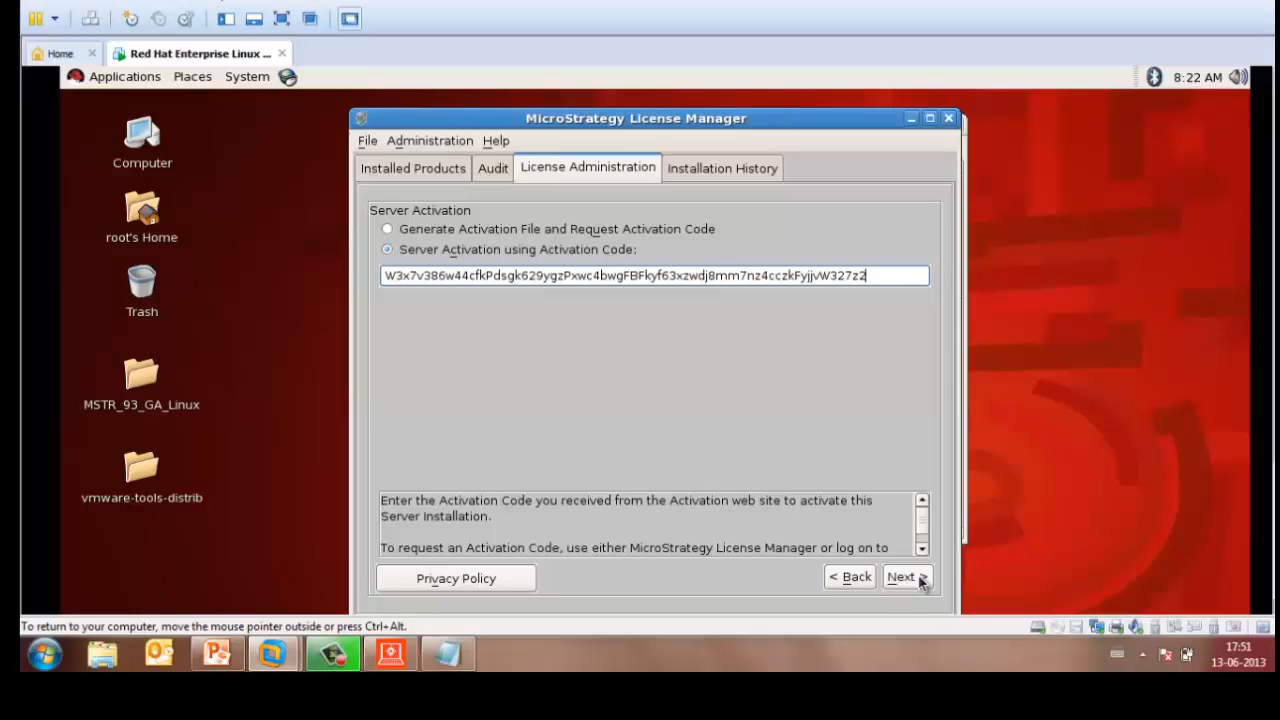 Home
Red Hat Enterprise Linux ...
Applications Places System
8:22 AM
Computer
root's Home
Trash
MSTR_93_GA_Linux
vmware-tools-distrib
MicroStrategy License Manager
File Administration Help
Installed Products Audit License Administration Installation History
Server Activation
Generate Activation File and Request Activation Code
Server Activation using Activation Code:
W3x7v386w44cfkPdsgk629ygzPxwc4bwgFBFkyf63xzwdj8mm7nz4cczkFyjjvW327z2
Enter the Activation Code you received from the Activation web site to activate this
Server Installation.
To request an Activation Code, use either MicroStrategy License Manager or log on to
Privacy Policy
< Back
Next >
To return to your computer, move the mouse pointer outside or press Ctrl+Alt.
17:51
13-06-2013